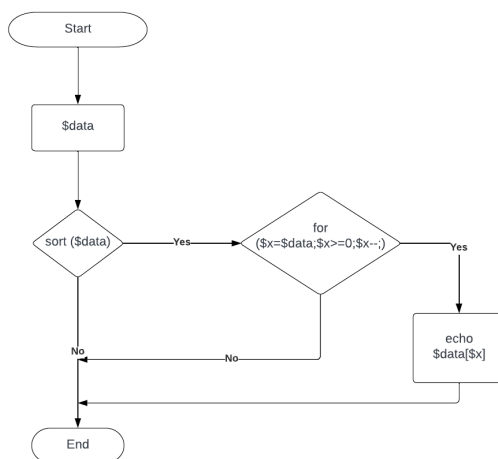 Start
$data
sort ($data)
Yes
for
($x=$data;$x>=0;$x--;)
Yes
echo
$data[$x]
No
No
End